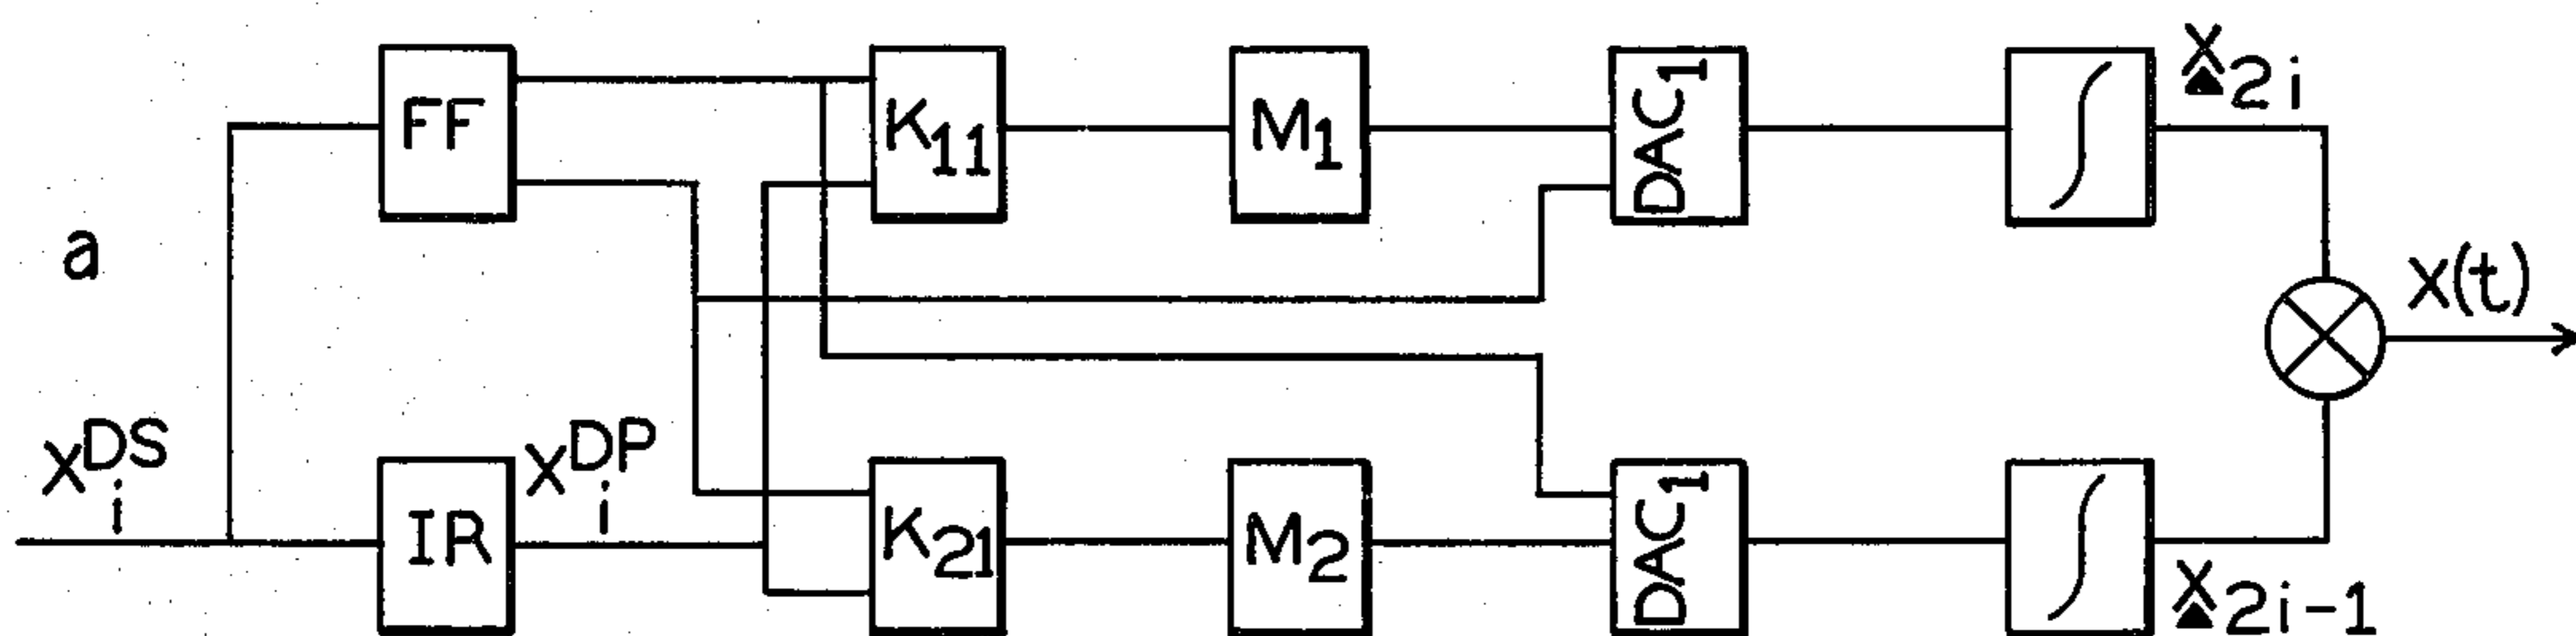 FF
K₁₁
M₁
DAC₁
∫
X▲₂ᵢ
a
X(t)
Xᵢᴰˢ
IR
Xᵢᴰᴾ
K₂₁
M₂
DAC₁
∫
X▲₂ᵢ₋₁